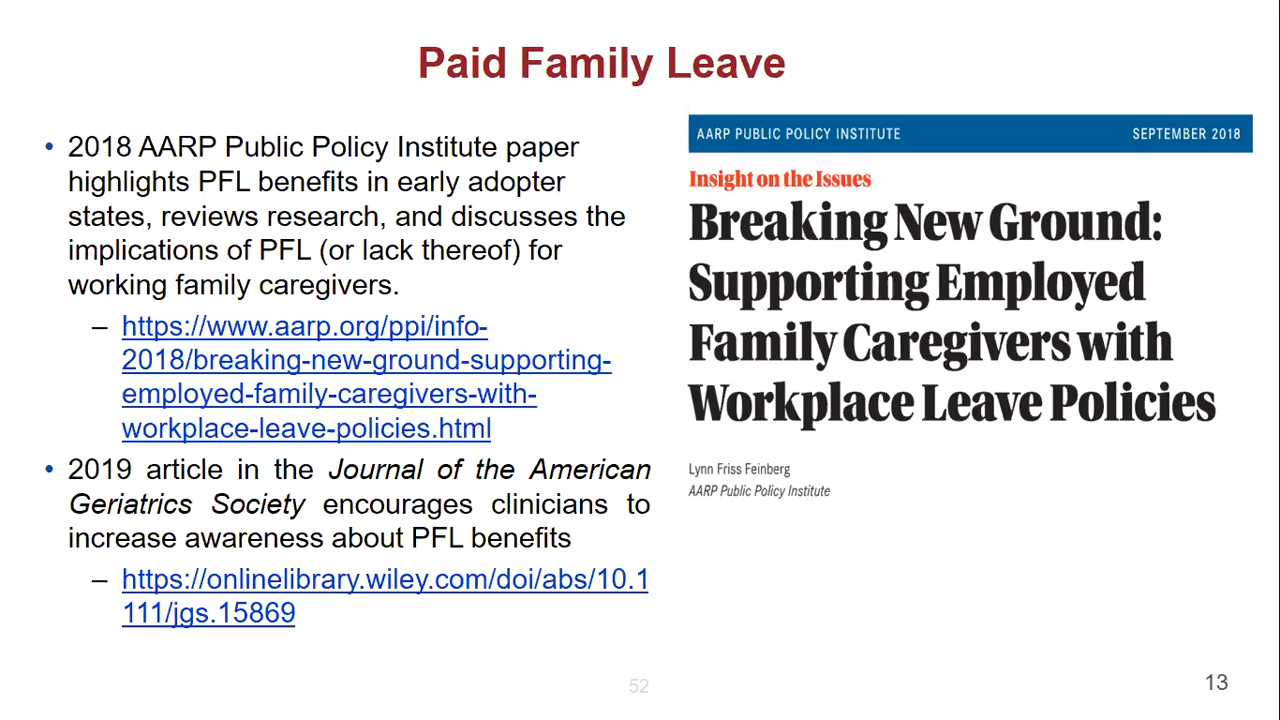 Paid Family Leave
• 2018 AARP Public Policy Institute paper
highlights PFL benefits in early adopter
states, reviews research, and discusses the
implications of PFL (or lack thereof) for
working family caregivers.
– https://www.aarp.org/ppi/info-
2018/breaking-new-ground-supporting-
employed-family-caregivers-with-
workplace-leave-policies.html
• 2019 article in the Journal of the American
Geriatrics Society encourages clinicians to
increase awareness about PFL benefits
– https://onlinelibrary.wiley.com/doi/abs/10.1
111/jgs.15869
AARP PUBLIC POLICY INSTITUTE SEPTEMBER 2018
Insight on the Issues
Breaking New Ground:
Supporting Employed
Family Caregivers with
Workplace Leave Policies
Lynn Friss Feinberg
AARP Public Policy Institute
52
13